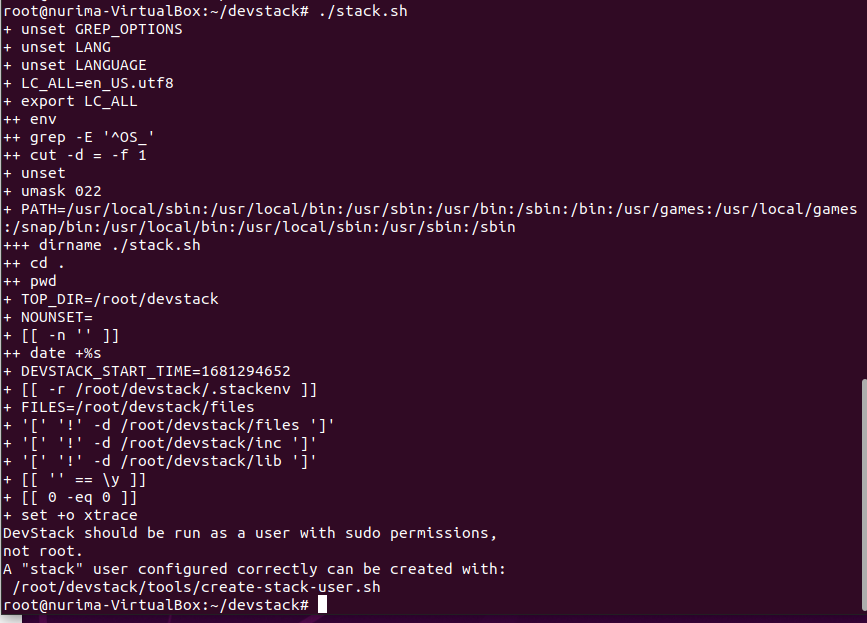 root@nurima-VirtualBox:~/devstack# ./stack.sh
+ unset GREP_OPTIONS
+ unset LANG
+ unset LANGUAGE
+ LC_ALL=en_US.utf8
+ export LC_ALL
++ env
++ grep -E '^OS_'
++ cut -d = -f 1
+ unset
+ umask 022
+ PATH=/usr/local/sbin:/usr/local/bin:/usr/sbin:/usr/bin:/sbin:/bin:/usr/games:/usr/local/games
:/snap/bin:/usr/local/bin:/usr/local/sbin:/usr/sbin:/sbin
+++ dirname ./stack.sh
++ cd .
++ pwd
+ TOP_DIR=/root/devstack
+ NOUNSET=
+ [[ -n '' ]]
++ date +%s
+ DEVSTACK_START_TIME=1681294652
+ [[ -r /root/devstack/.stackenv ]]
+ FILES=/root/devstack/files
+ '[' '!' -d /root/devstack/files ']'
+ '[' '!' -d /root/devstack/inc ']'
+ '[' '!' -d /root/devstack/lib ']'
+ [[ '' == \y ]]
+ [[ 0 -eq 0 ]]
+ set +o xtrace
DevStack should be run as a user with sudo permissions,
not root.
A "stack" user configured correctly can be created with:
 /root/devstack/tools/create-stack-user.sh
root@nurima-VirtualBox:~/devstack#